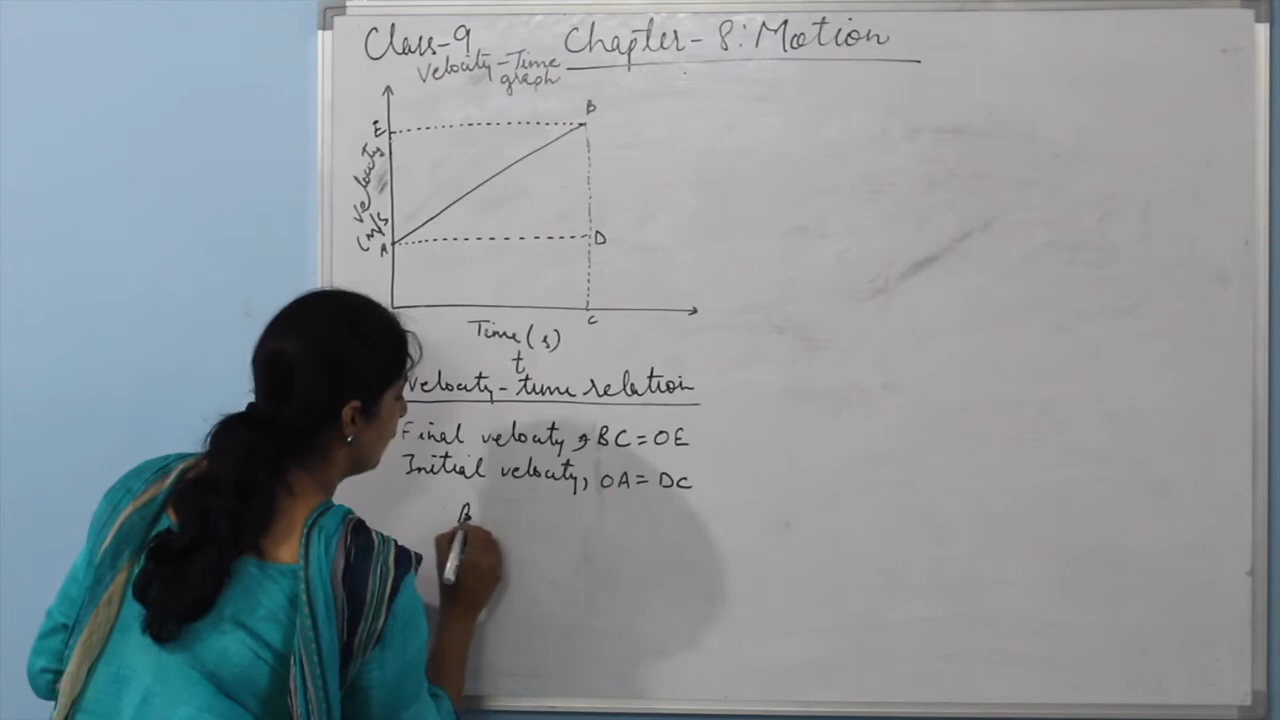 Class-9 Chapter-8: Motion
Velocity-Time
graph
B
E
Velocity
(m/s
A
D
C
Time(s)
t
Velocity-time relation
Final velocity, BC=OE
Initial velocity, OA=DC
B